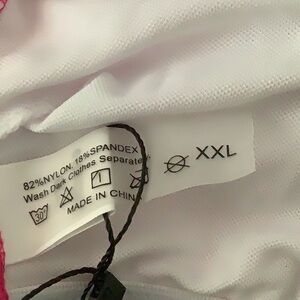 82%NYLON. 18%SPANDEX
Wash Dark Clothes Separately
30°
MADE IN CHINA
XXL